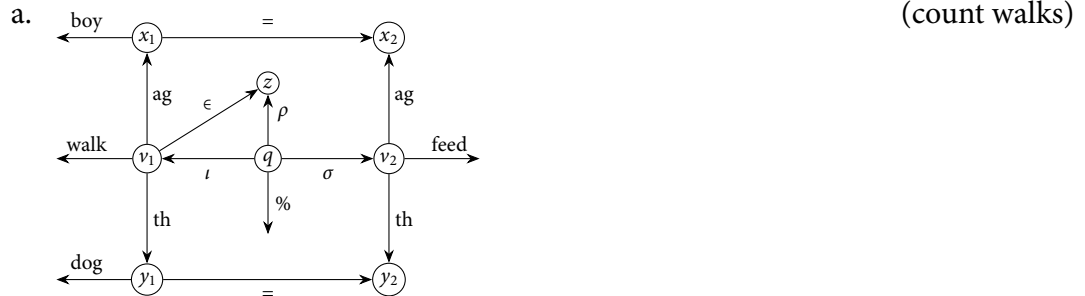 a. (count walks)
boy = x₁ x₂
z
ag ∈ ρ ag
walk v₁ q v₂ feed
ι σ
th % th
dog y₁ y₂
=